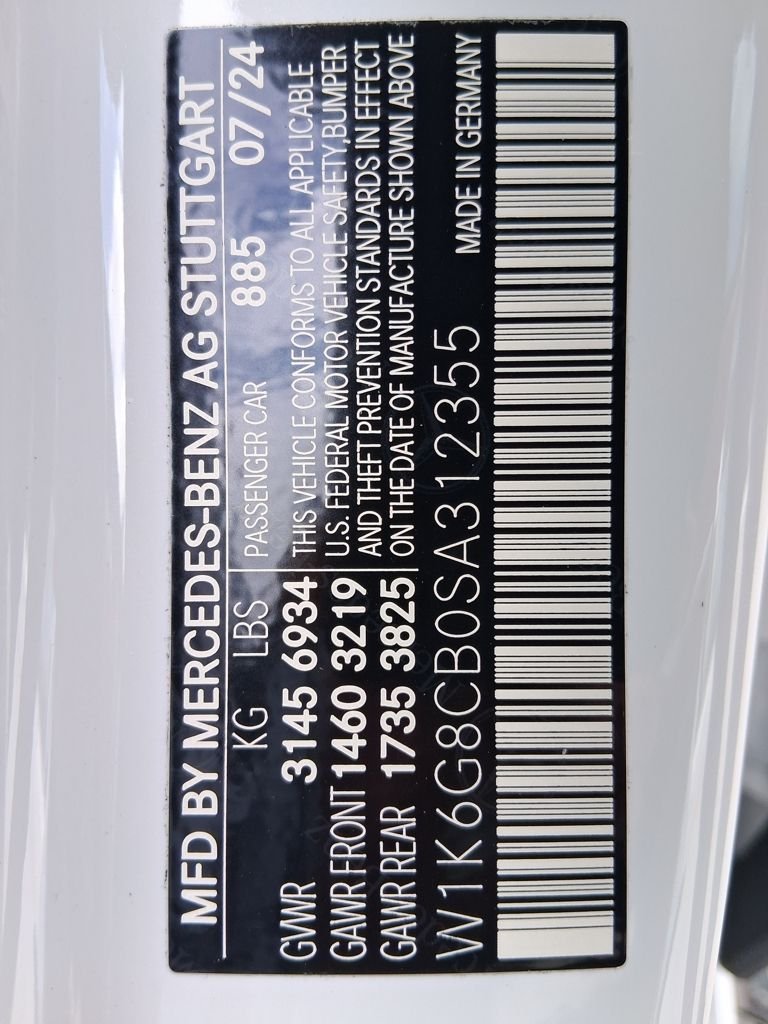 MFD BY MERCEDES-BENZ AG STUTTGART
KG LBS PASSENGER CAR 885 07/24
GVWR 3145 6934
GAWR FRONT 1460 3219
GAWR REAR 1735 3825
THIS VEHICLE CONFORMS TO ALL APPLICABLE
U.S. FEDERAL MOTOR VEHICLE SAFETY,BUMPER
AND THEFT PREVENTION STANDARDS IN EFFECT
ON THE DATE OF MANUFACTURE SHOWN ABOVE
W1K6G8CB0SA312355 MADE IN GERMANY